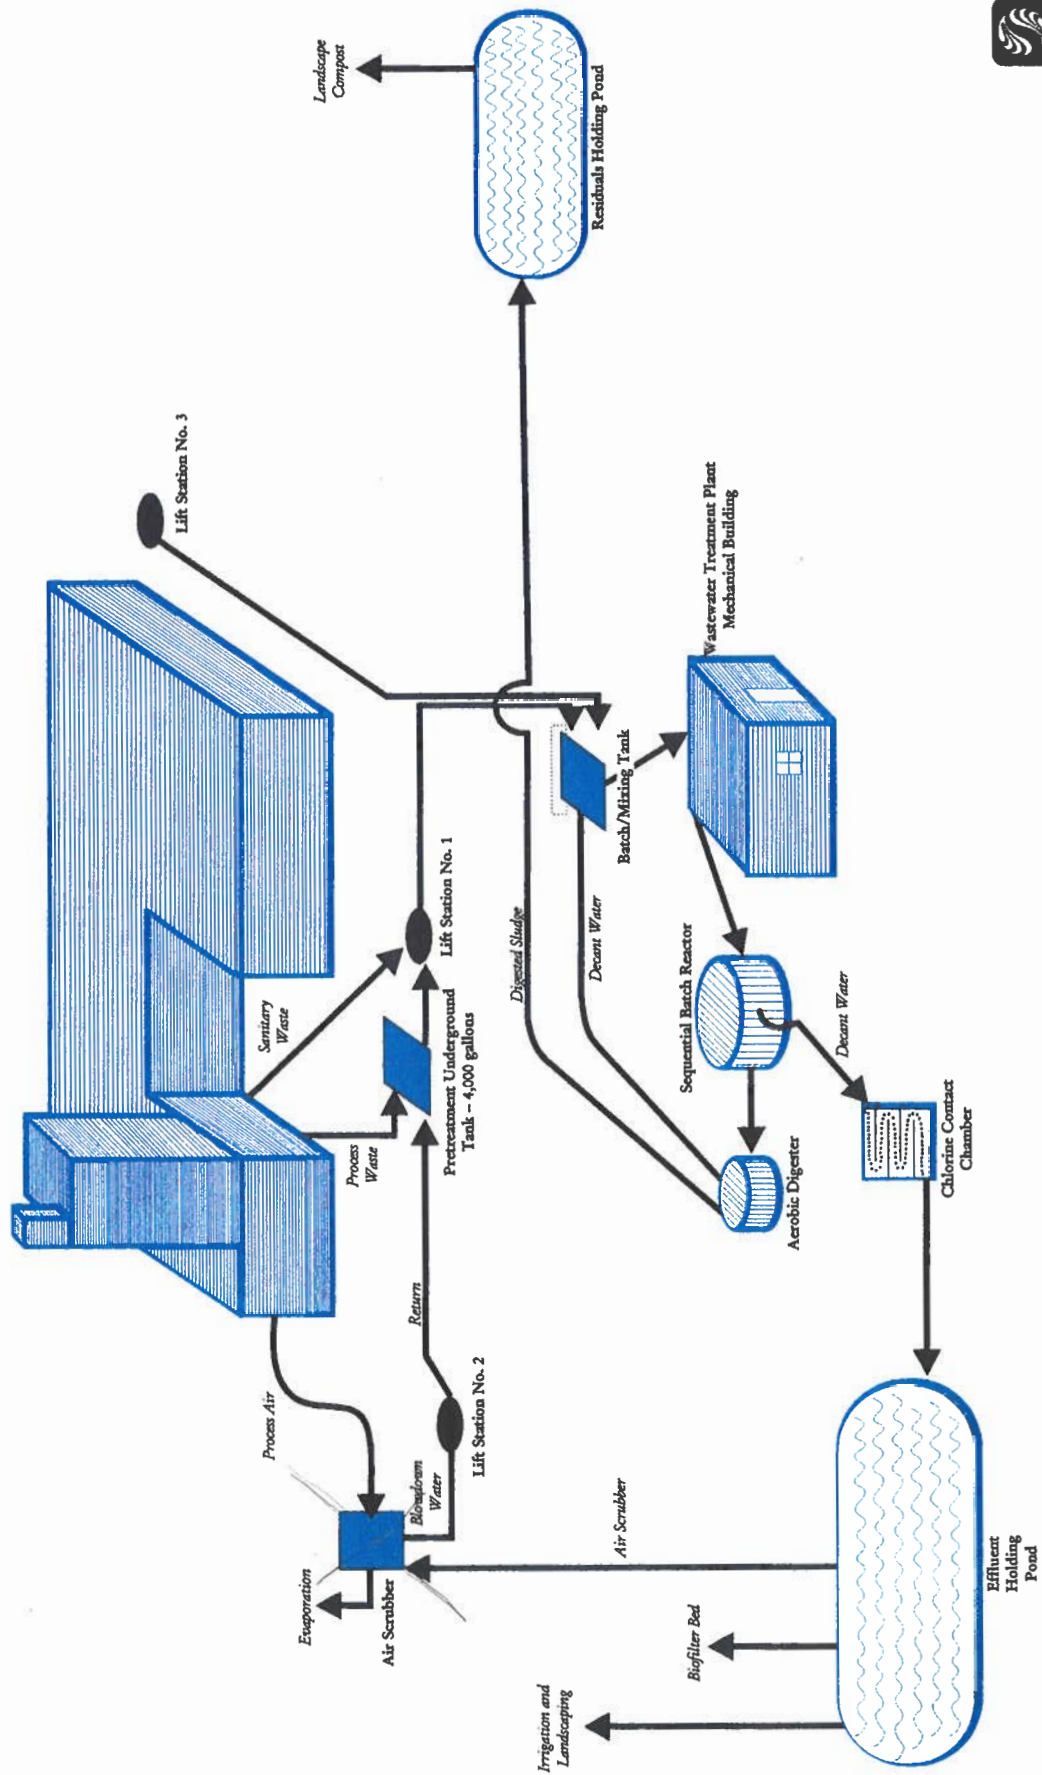 Landscape
Compost
Residuals Holding Pond
Lift Station No. 3
Sanitary
Waste
Lift Station No. 1
Process
Waste
Pretreatment Underground
Tank – 4,000 gallons
Return
Process Air
Lift Station No. 2
Blowdown
Water
Evaporation
Air Scrubber
Air Scrubber
Digested Sludge
Decant Water
Batch/Mixing Tank
Wastewater Treatment Plant
Mechanical Building
Sequential Batch Reactor
Decant Water
Aerobic Digester
Chlorine Contact
Chamber
Biofilter Bed
Irrigation and
Landscaping
Effluent
Holding
Pond